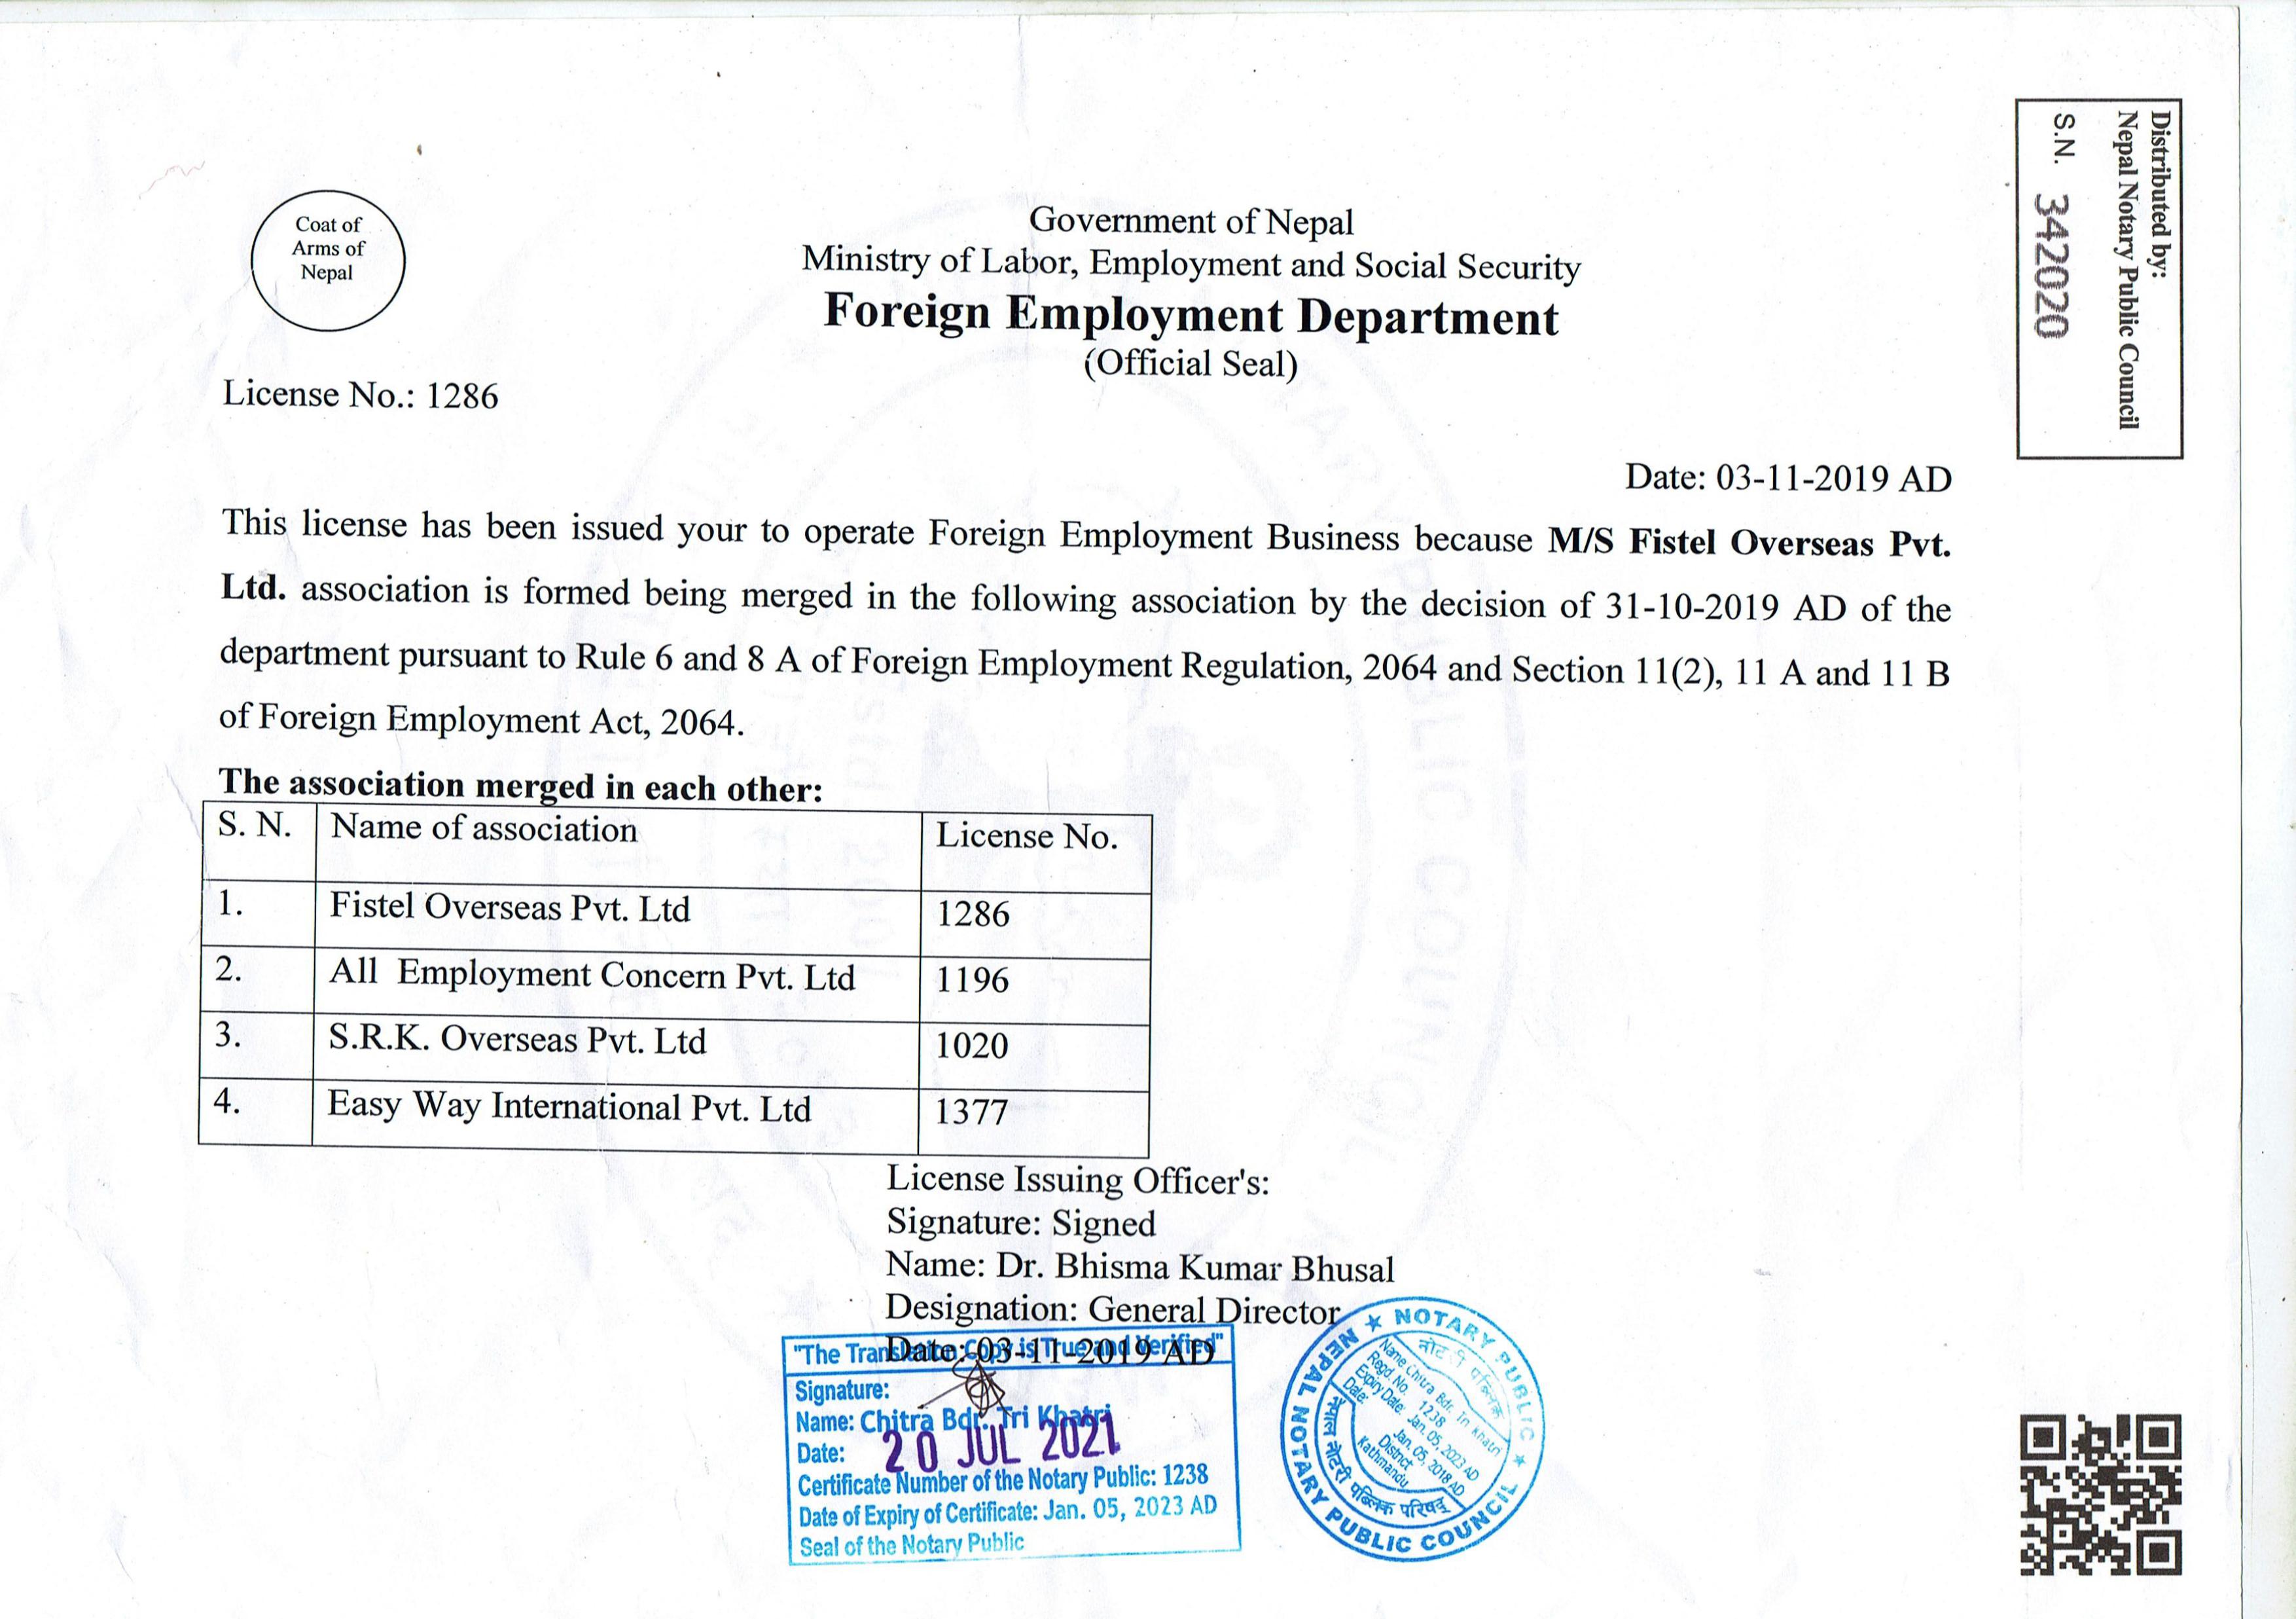 Distributed by:
Nepal Notary Public Council
S.N. 342020
Coat of
Arms of
Nepal
Government of Nepal
Ministry of Labor, Employment and Social Security
Foreign Employment Department
(Official Seal)
License No.: 1286
Date: 03-11-2019 AD
This license has been issued your to operate Foreign Employment Business because M/S Fistel Overseas Pvt.
Ltd. association is formed being merged in the following association by the decision of 31-10-2019 AD of the
department pursuant to Rule 6 and 8 A of Foreign Employment Regulation, 2064 and Section 11(2), 11 A and 11 B
of Foreign Employment Act, 2064.
The association merged in each other:
S. N. Name of association License No.
1. Fistel Overseas Pvt. Ltd 1286
2. All Employment Concern Pvt. Ltd 1196
3. S.R.K. Overseas Pvt. Ltd 1020
4. Easy Way International Pvt. Ltd 1377
License Issuing Officer's:
Signature: Signed
Name: Dr. Bhisma Kumar Bhusal
Designation: General Director
Date: 03-11-2019 AD
"The Translation Copy is True and Verified"
Signature:
Name: Chitra Bdr. Tri Khatri
Date: 20 JUL 2021
Certificate Number of the Notary Public: 1238
Date of Expiry of Certificate: Jan. 05, 2023 AD
Seal of the Notary Public
NOTARY PUBLIC
नोटरी पब्लिक
Name Chitra Bdr. Tri Khatri
Regd. No. 1238
Expiry Date: Jan. 05, 2023 AD
Date: Jan. 05, 2018 AD
District
Kathmandu
नेपाल नोटरी पब्लिक परिषद्
NEPAL NOTARY PUBLIC COUNCIL